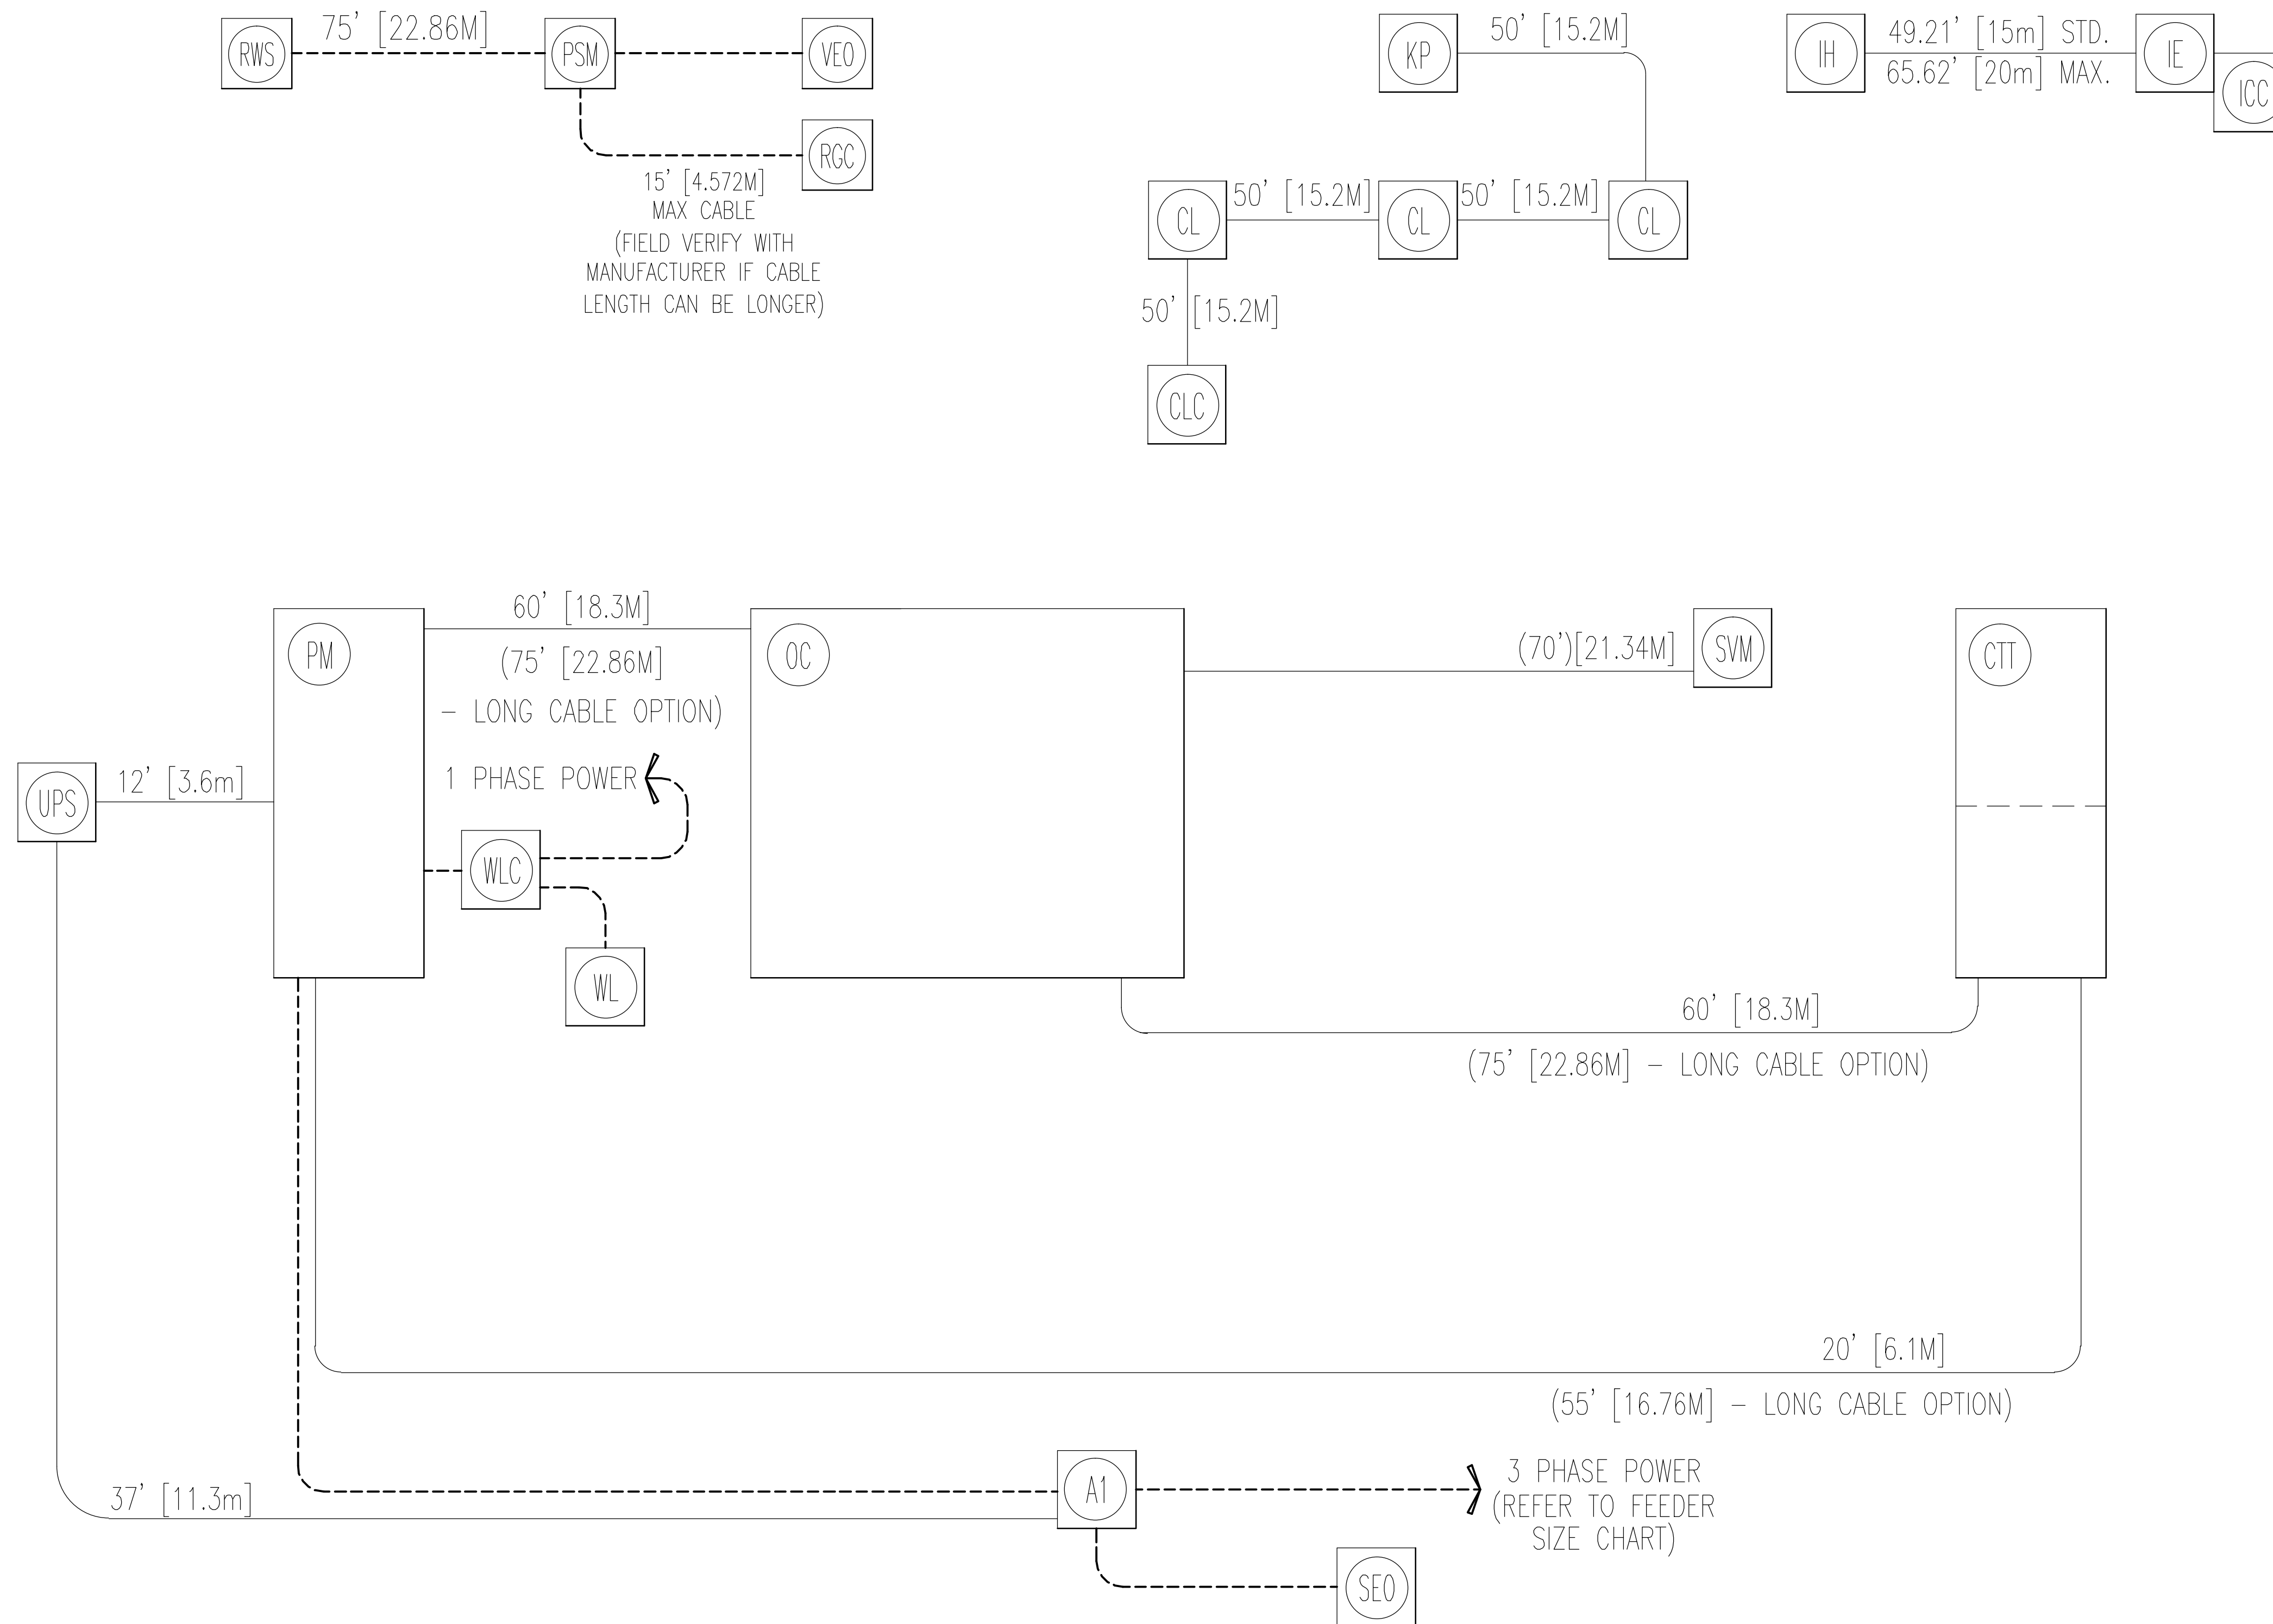 RWS
75' [22.86M]
PSM
VEO
RGC
15' [4.572M]
MAX CABLE
(FIELD VERIFY WITH
MANUFACTURER IF CABLE
LENGTH CAN BE LONGER)
KP
50' [15.2M]
CL
50' [15.2M]
CL
50' [15.2M]
CL
50' [15.2M]
CLC
IH
49.21' [15m] STD.
65.62' [20m] MAX.
IE
ICC
PM
60' [18.3M]
(75' [22.86M]
- LONG CABLE OPTION)
OC
(70')[21.34M]
SVM
CTT
UPS
12' [3.6m]
1 PHASE POWER
WLC
WL
60' [18.3M]
(75' [22.86M] - LONG CABLE OPTION)
20' [6.1M]
(55' [16.76M] - LONG CABLE OPTION)
37' [11.3m]
A1
3 PHASE POWER
(REFER TO FEEDER
SIZE CHART)
SEO